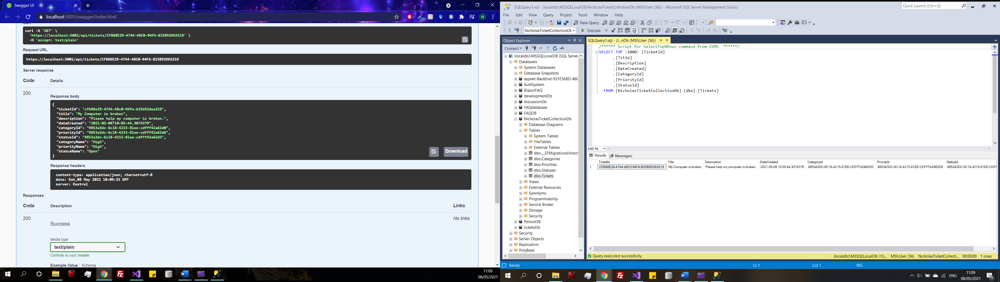 Swagger UI
localhost:5001/swagger/index.html
curl -X 'GET' \
'https://localhost:5001/api/tickets/CFB88E29-4744-48C0-94FA-B25B92DEA319' \
-H 'accept: text/plain'
Request URL
https://localhost:5001/api/tickets/CFB88E29-4744-48C0-94FA-B25B92DEA319
Server response
Code Details
200
Response body
{
"ticketId": "cfb88e29-4744-48c0-94fa-b25b92dea319",
"title": "My Computer is broken",
"description": "Please help my computer is broken.",
"dateCreated": "2021-05-08T10:05:44.3074379",
"categoryId": "9853a3dc-6c18-4215-81ee-cdfff42a62d0",
"priorityId": "9853a3dc-6c18-4215-81ee-cdfff42a62d6",
"statusId": "9853a3dc-6c18-4215-81ee-cdfff42a62d3",
"categoryName": "High",
"priorityName": "High",
"statusName": "Open"
}
Download
Response headers
content-type: application/json; charset=utf-8
date: Sat,08 May 2021 10:09:32 GMT
server: Kestrel
Responses
Code Description Links
200 No links
Success
Media type
text/plain
Controls Accept header.
Example Value Schema
11:09
08/05/2021
SQLQuery1.sql - (localdb)\MSSQLLocalDB.NicholasTicketCollectionDb (MSI\User (56)) - Microsoft SQL Server Management Studio
Quick Launch (Ctrl+Q)
File Edit View Query Project Tools Window Help
New Query
NicholasTicketCollectionDb Execute
Object Explorer
Connect
(localdb)\MSSQLLocalDB (SQL Server
Databases
System Databases
Database Snapshots
aspnet-BackEnd-931E56BD-86C
AuthSystem
BlazorFAQ
developmentDb
discussionDb
FAQdatabase
FAQDB
NicholasTicketCollectionDb
Database Diagrams
Tables
System Tables
FileTables
External Tables
dbo.__EFMigrationsHistory
dbo.Categories
dbo.Priorities
dbo.Statuses
dbo.Tickets
Views
External Resources
Synonyms
Programmability
Service Broker
Storage
Security
PersonDB
ticketsDb
Security
Server Objects
Replication
PolyBase
SQLQuery1.sql - (l...nDb (MSI\User (56))
/****** Script for SelectTopNRows command from SSMS ******/
SELECT TOP (1000) [TicketId]
,[Title]
,[Description]
,[DateCreated]
,[CategoryId]
,[PriorityId]
,[StatusId]
FROM [NicholasTicketCollectionDb].[dbo].[Tickets]
100 %
Results Messages
TicketId Title Description DateCreated CategoryId PriorityId StatusId
1 CFB88E29-4744-48C0-94FA-B25B92DEA319 My Computer is broken Please help my computer is broken. 2021-05-08 10:05:44.3074379 9853A3DC-6C18-4215-81EE-CDFFF42A62D0 9853A3DC-6C18-4215-81EE-CDFFF42A62D6 9853A3DC-6C18-4215-81EE-CDFF
Query executed successfully. (localdb)\MSSQLLocalDB (13.... MSI\User (56) NicholasTicketCollecti... 00:00:00 1 rows
Ready Ln 1 Col 1 INS
ENG
11:09
08/05/2021
11